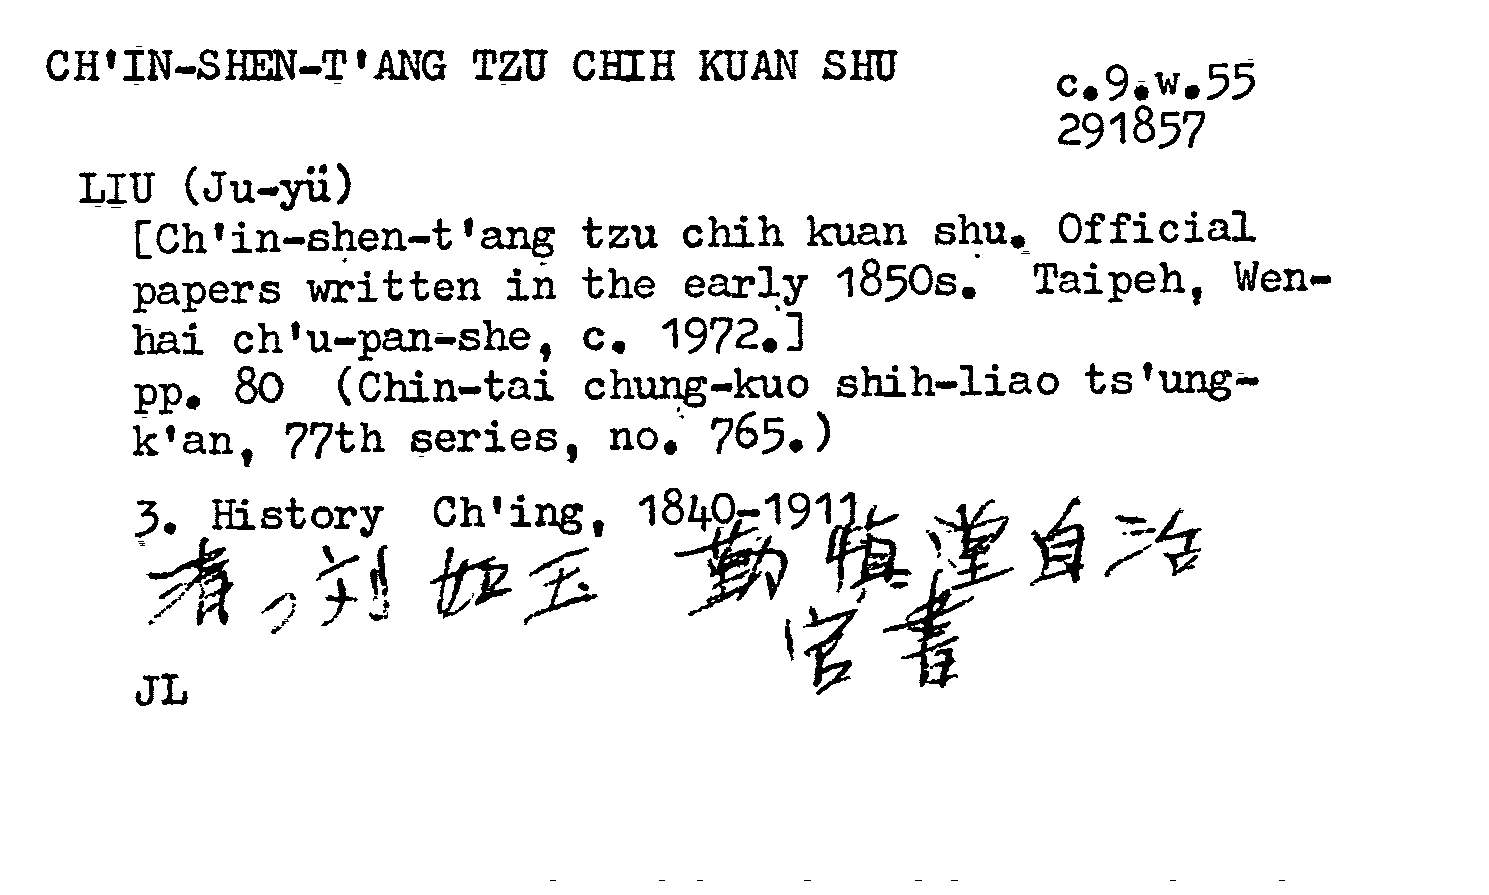 CH'IN-SHEN-T'ANG TZU CHIH KUAN SHU
c.9.w.55
291857
LIU (Ju-yü)
[Ch'in-shen-t'ang tzu chih kuan shu. Official
papers written in the early 1850s. Taipeh, Wen-
hai ch'u-pan-she, c. 1972.]
pp. 80 (Chin-tai chung-kuo shih-liao ts'ung-
k'an, 77th series, no. 765.)
3. History Ch'ing, 1840-1911
清、刘如玉 勤慎堂自治
官書
JL